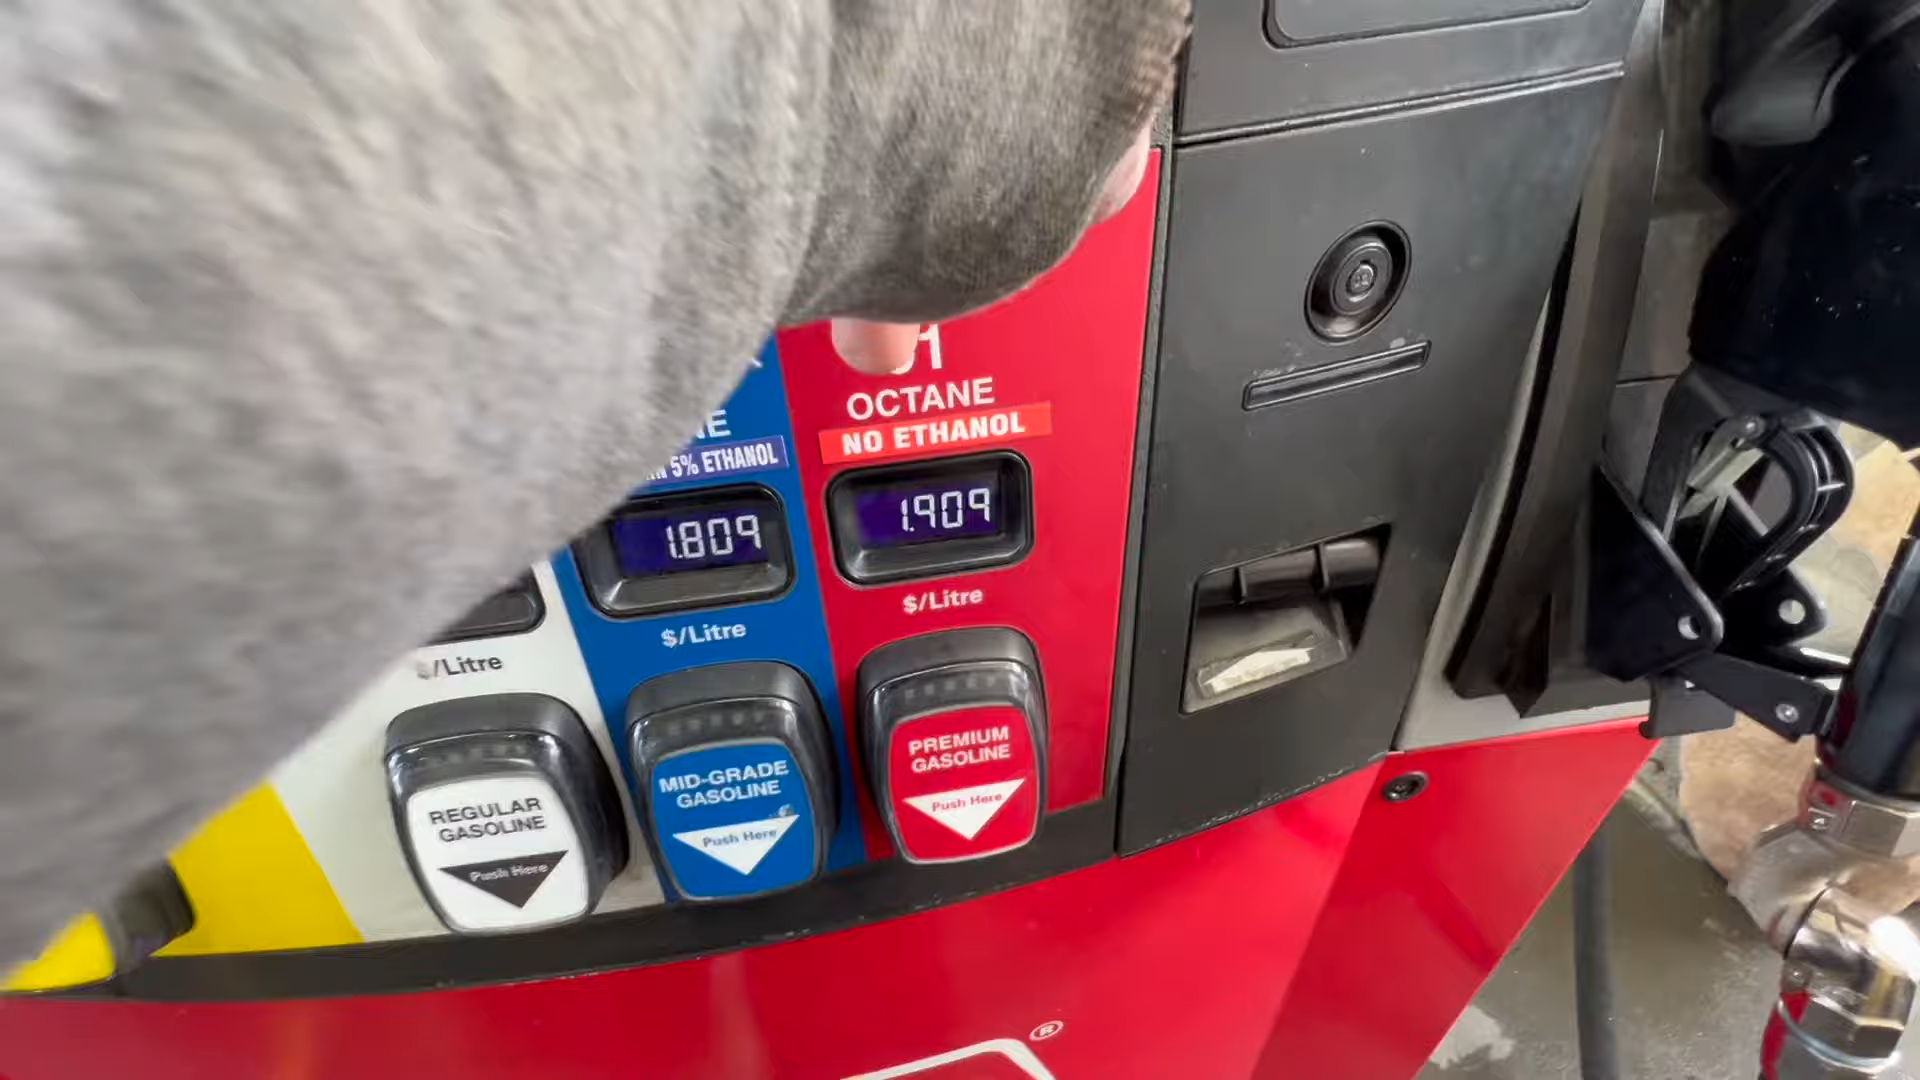 OCTANE
NO ETHANOL
5% ETHANOL
1.909
1.809
$/Litre
$/Litre
/Litre
PREMIUM
GASOLINE
Push Here
MID-GRADE
GASOLINE
Push Here
REGULAR
GASOLINE
Push Here
®